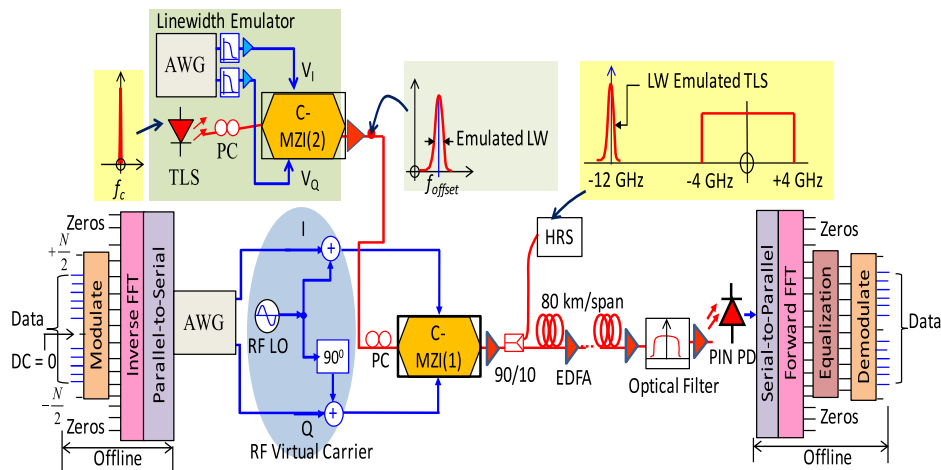 Linewidth Emulator
AWG
V_I
C-
MZI(2)
PC
TLS
V_Q
f_c
Emulated LW
f_offset
LW Emulated TLS
-12 GHz
-4 GHz
+4 GHz
HRS
Zeros
+N/2
Data
DC = 0
-N/2
Zeros
Modulate
Inverse FFT
Parallel-to-Serial
Offline
AWG
I
RF LO
90^0
Q
RF Virtual Carrier
+
+
PC
C-
MZI(1)
90/10
80 km/span
EDFA
Optical Filter
PIN PD
Serial-to-Parallel
Forward FFT
Equalization
Demodulate
Zeros
Data
Zeros
Offline